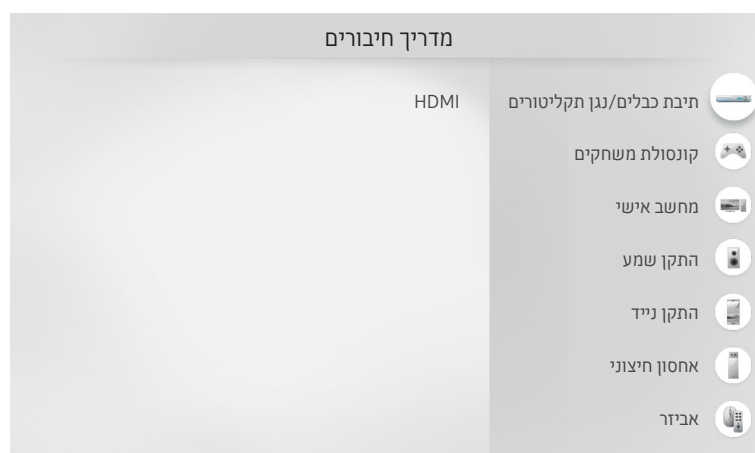 מדריך חיבורים
תיבת כבלים/נגן תקליטורים
HDMI
קונסולת משחקים
מחשב אישי
התקן שמע
התקן נייד
אחסון חיצוני
אביזר